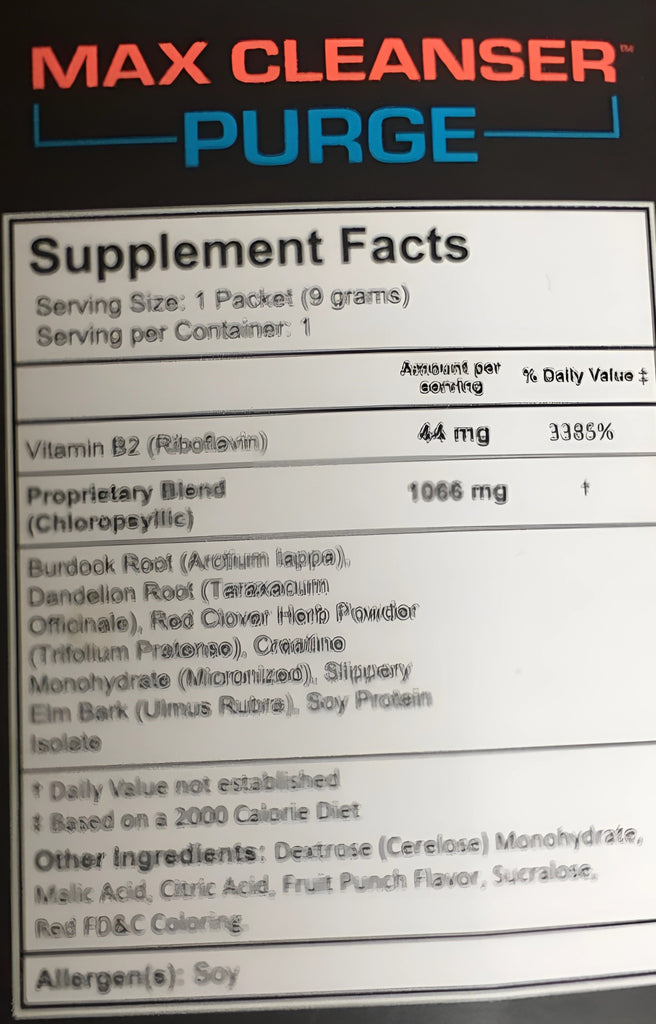 MAX CLEANSER™
PURGE
Supplement Facts
Serving Size: 1 Packet (9 grams)
Serving per Container: 1
Amount per serving % Daily Value ‡
Vitamin B2 (Riboflavin) 44 mg 3385%
Proprietary Blend 1066 mg †
(Chloropsyllic)
Burdock Root (Arctium lappa),
Dandelion Root (Taraxacum
Officinale), Red Clover Herb Powder
(Trifolium Pratense), Creatine
Monohydrate (Micronized), Slippery
Elm Bark (Ulmus Rubra), Soy Protein
Isolate
† Daily Value not established
‡ Based on a 2000 Calorie Diet
Other Ingredients: Dextrose (Cerelose) Monohydrate,
Malic Acid, Citric Acid, Fruit Punch Flavor, Sucralose,
Red FD&C Coloring.
Allergen(s): Soy